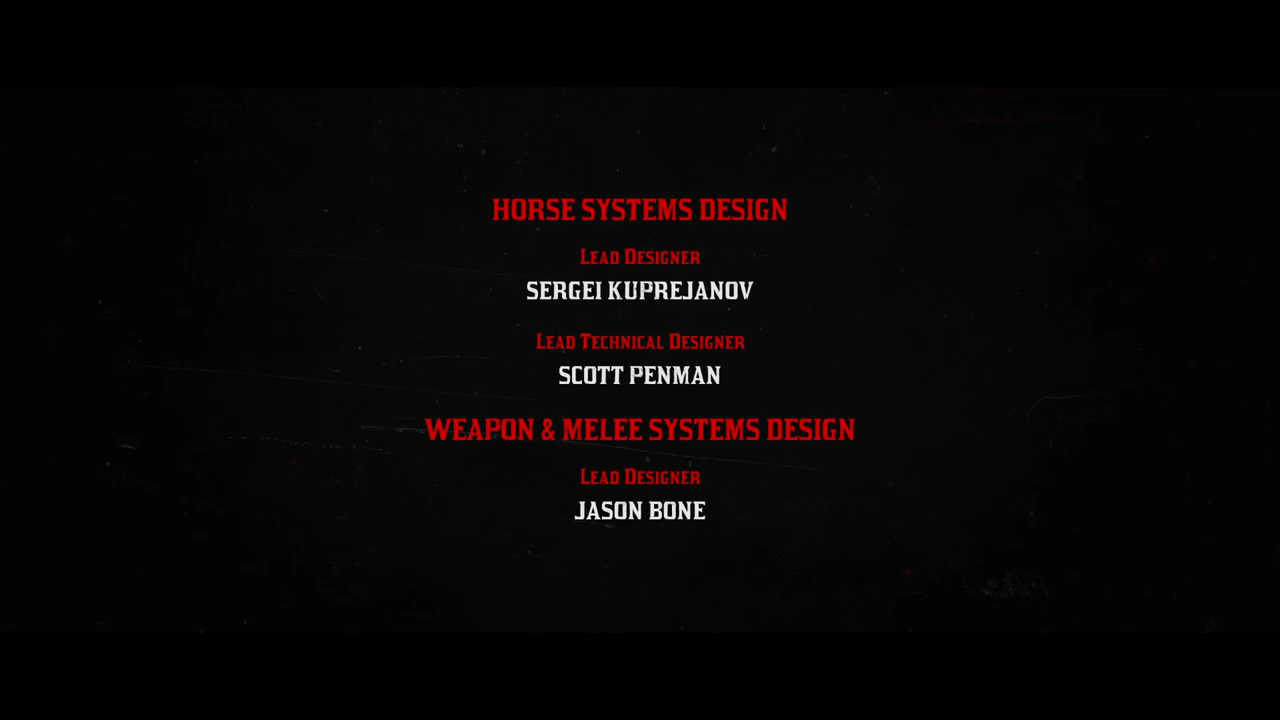 HORSE SYSTEMS DESIGN
LEAD DESIGNER
SERGEI KUPREJANOV
LEAD TECHNICAL DESIGNER
SCOTT PENMAN
WEAPON & MELEE SYSTEMS DESIGN
LEAD DESIGNER
JASON BONE